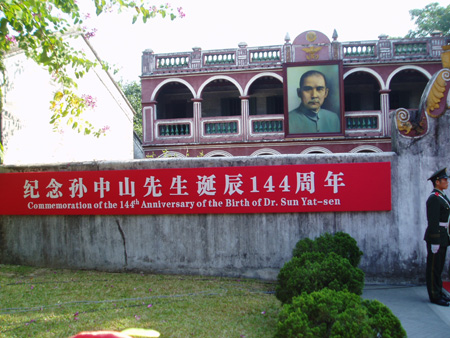 纪念孙中山先生诞辰144周年
Commemoration of the 144th Anniversary of the Birth of Dr. Sun Yat-sen